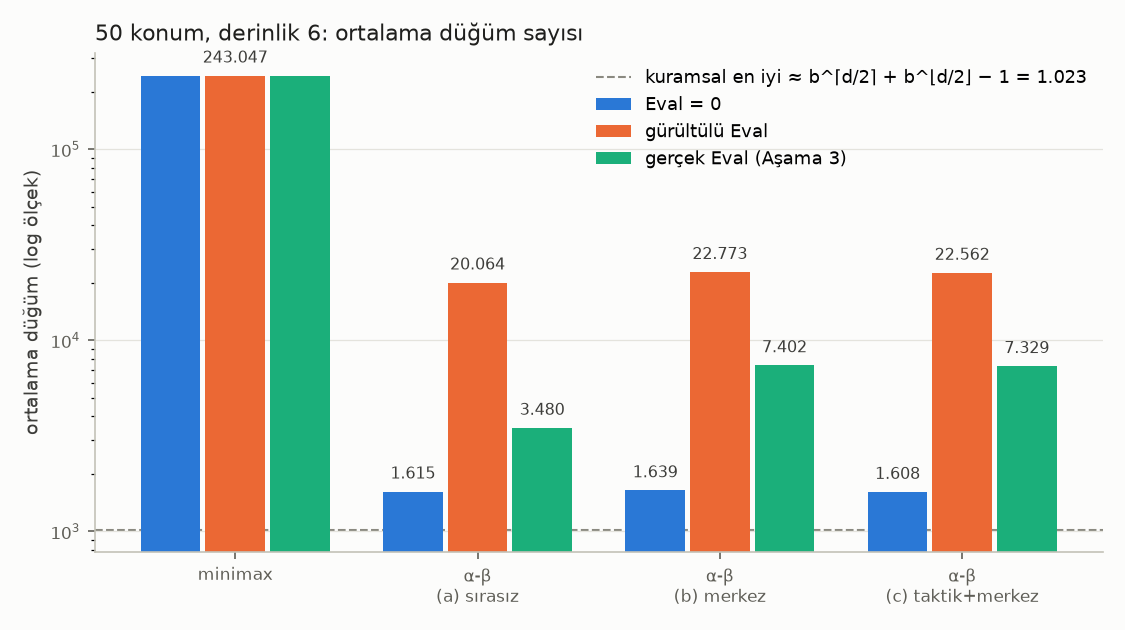 50 konum, derinlik 6: ortalama düğüm sayısı
kuramsal en iyi ≈ b^⌈d/2⌉ + b^⌊d/2⌋ − 1 = 1.023
Eval = 0
gürültülü Eval
gerçek Eval (Aşama 3)
ortalama düğüm (log ölçek)
10⁵
10⁴
10³
243.047
1.615
20.064
3.480
1.639
22.773
7.402
1.608
22.562
7.329
minimax
α-β
(a) sırasız
α-β
(b) merkez
α-β
(c) taktik+merkez